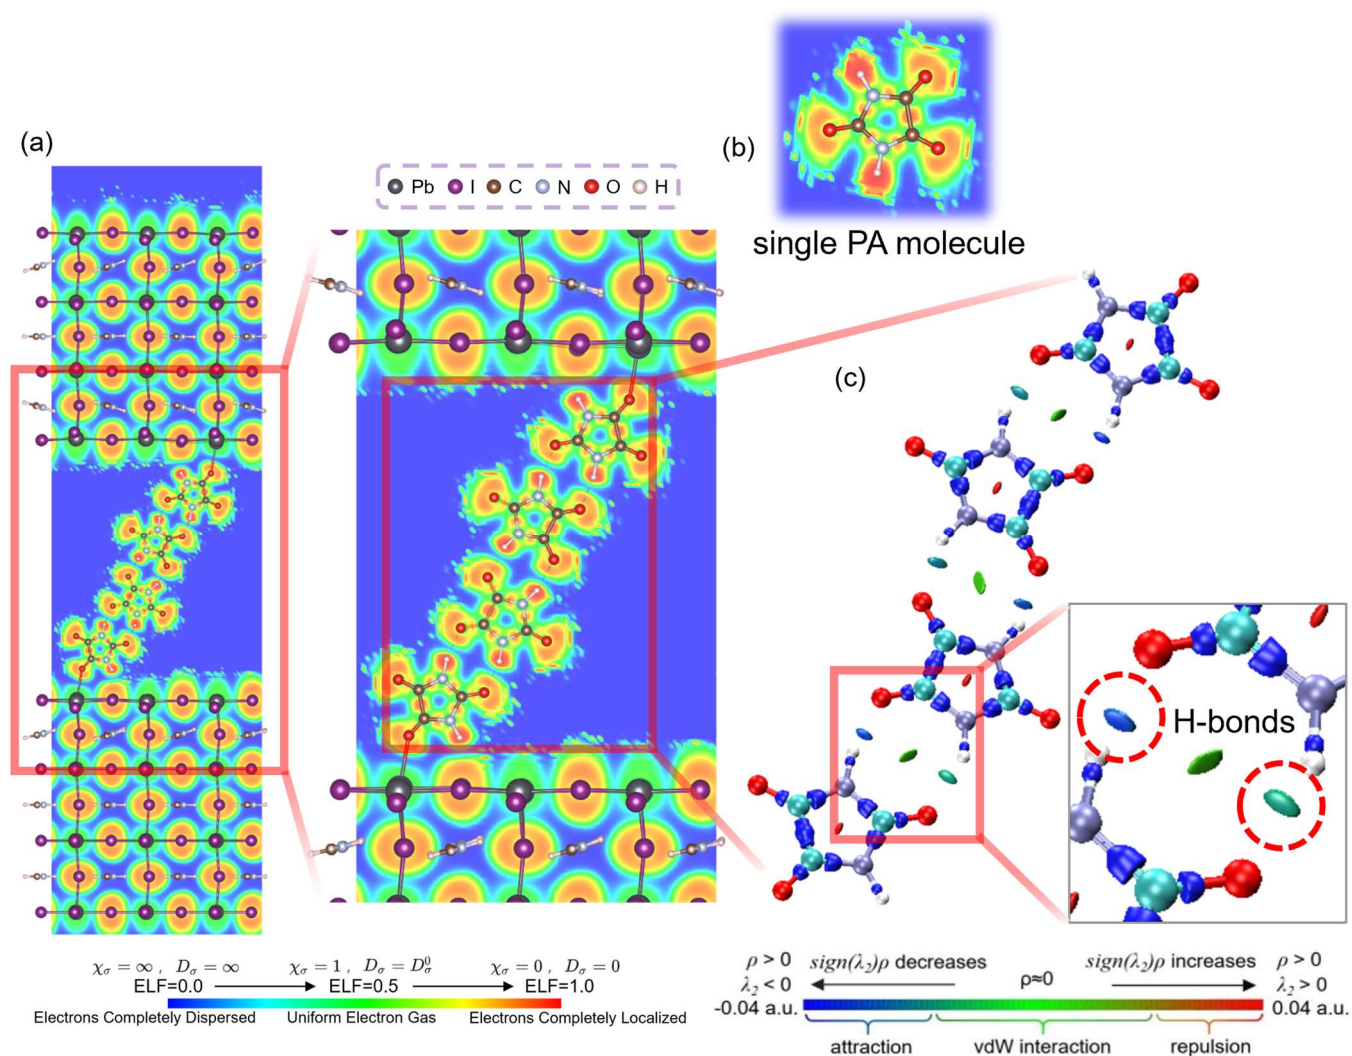 (a)
Pb I C N O H
(b)
single PA molecule
(c)
H-bonds
χσ = ∞ , Dσ = ∞ χσ = 1 , Dσ = Dσ⁰ χσ = 0 , Dσ = 0
ELF=0.0 ELF=0.5 ELF=1.0
Electrons Completely Dispersed Uniform Electron Gas Electrons Completely Localized
ρ > 0 sign(λ₂)ρ decreases ρ≈0 sign(λ₂)ρ increases ρ > 0
λ₂ < 0 λ₂ > 0
-0.04 a.u. 0.04 a.u.
attraction vdW interaction repulsion